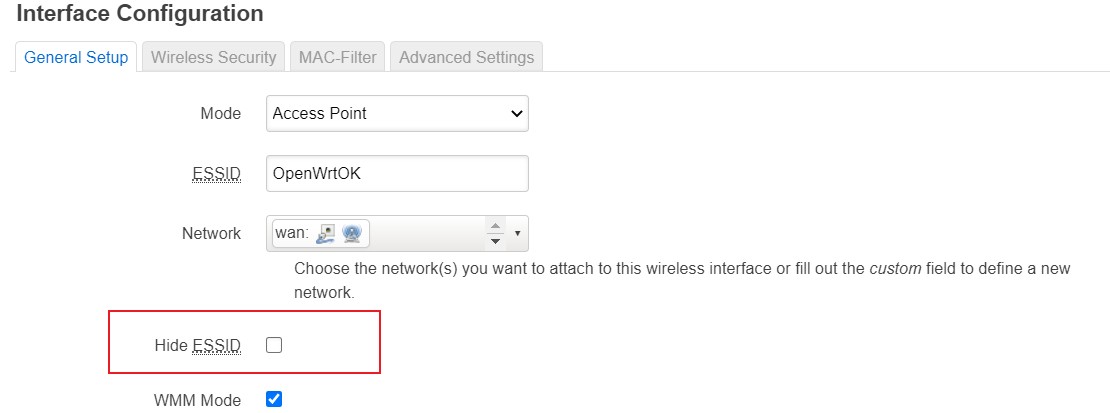 Interface Configuration
General Setup Wireless Security MAC-Filter Advanced Settings
Mode Access Point
ESSID OpenWrtOK
Network wan:
Choose the network(s) you want to attach to this wireless interface or fill out the custom field to define a new
network.
Hide ESSID
WMM Mode